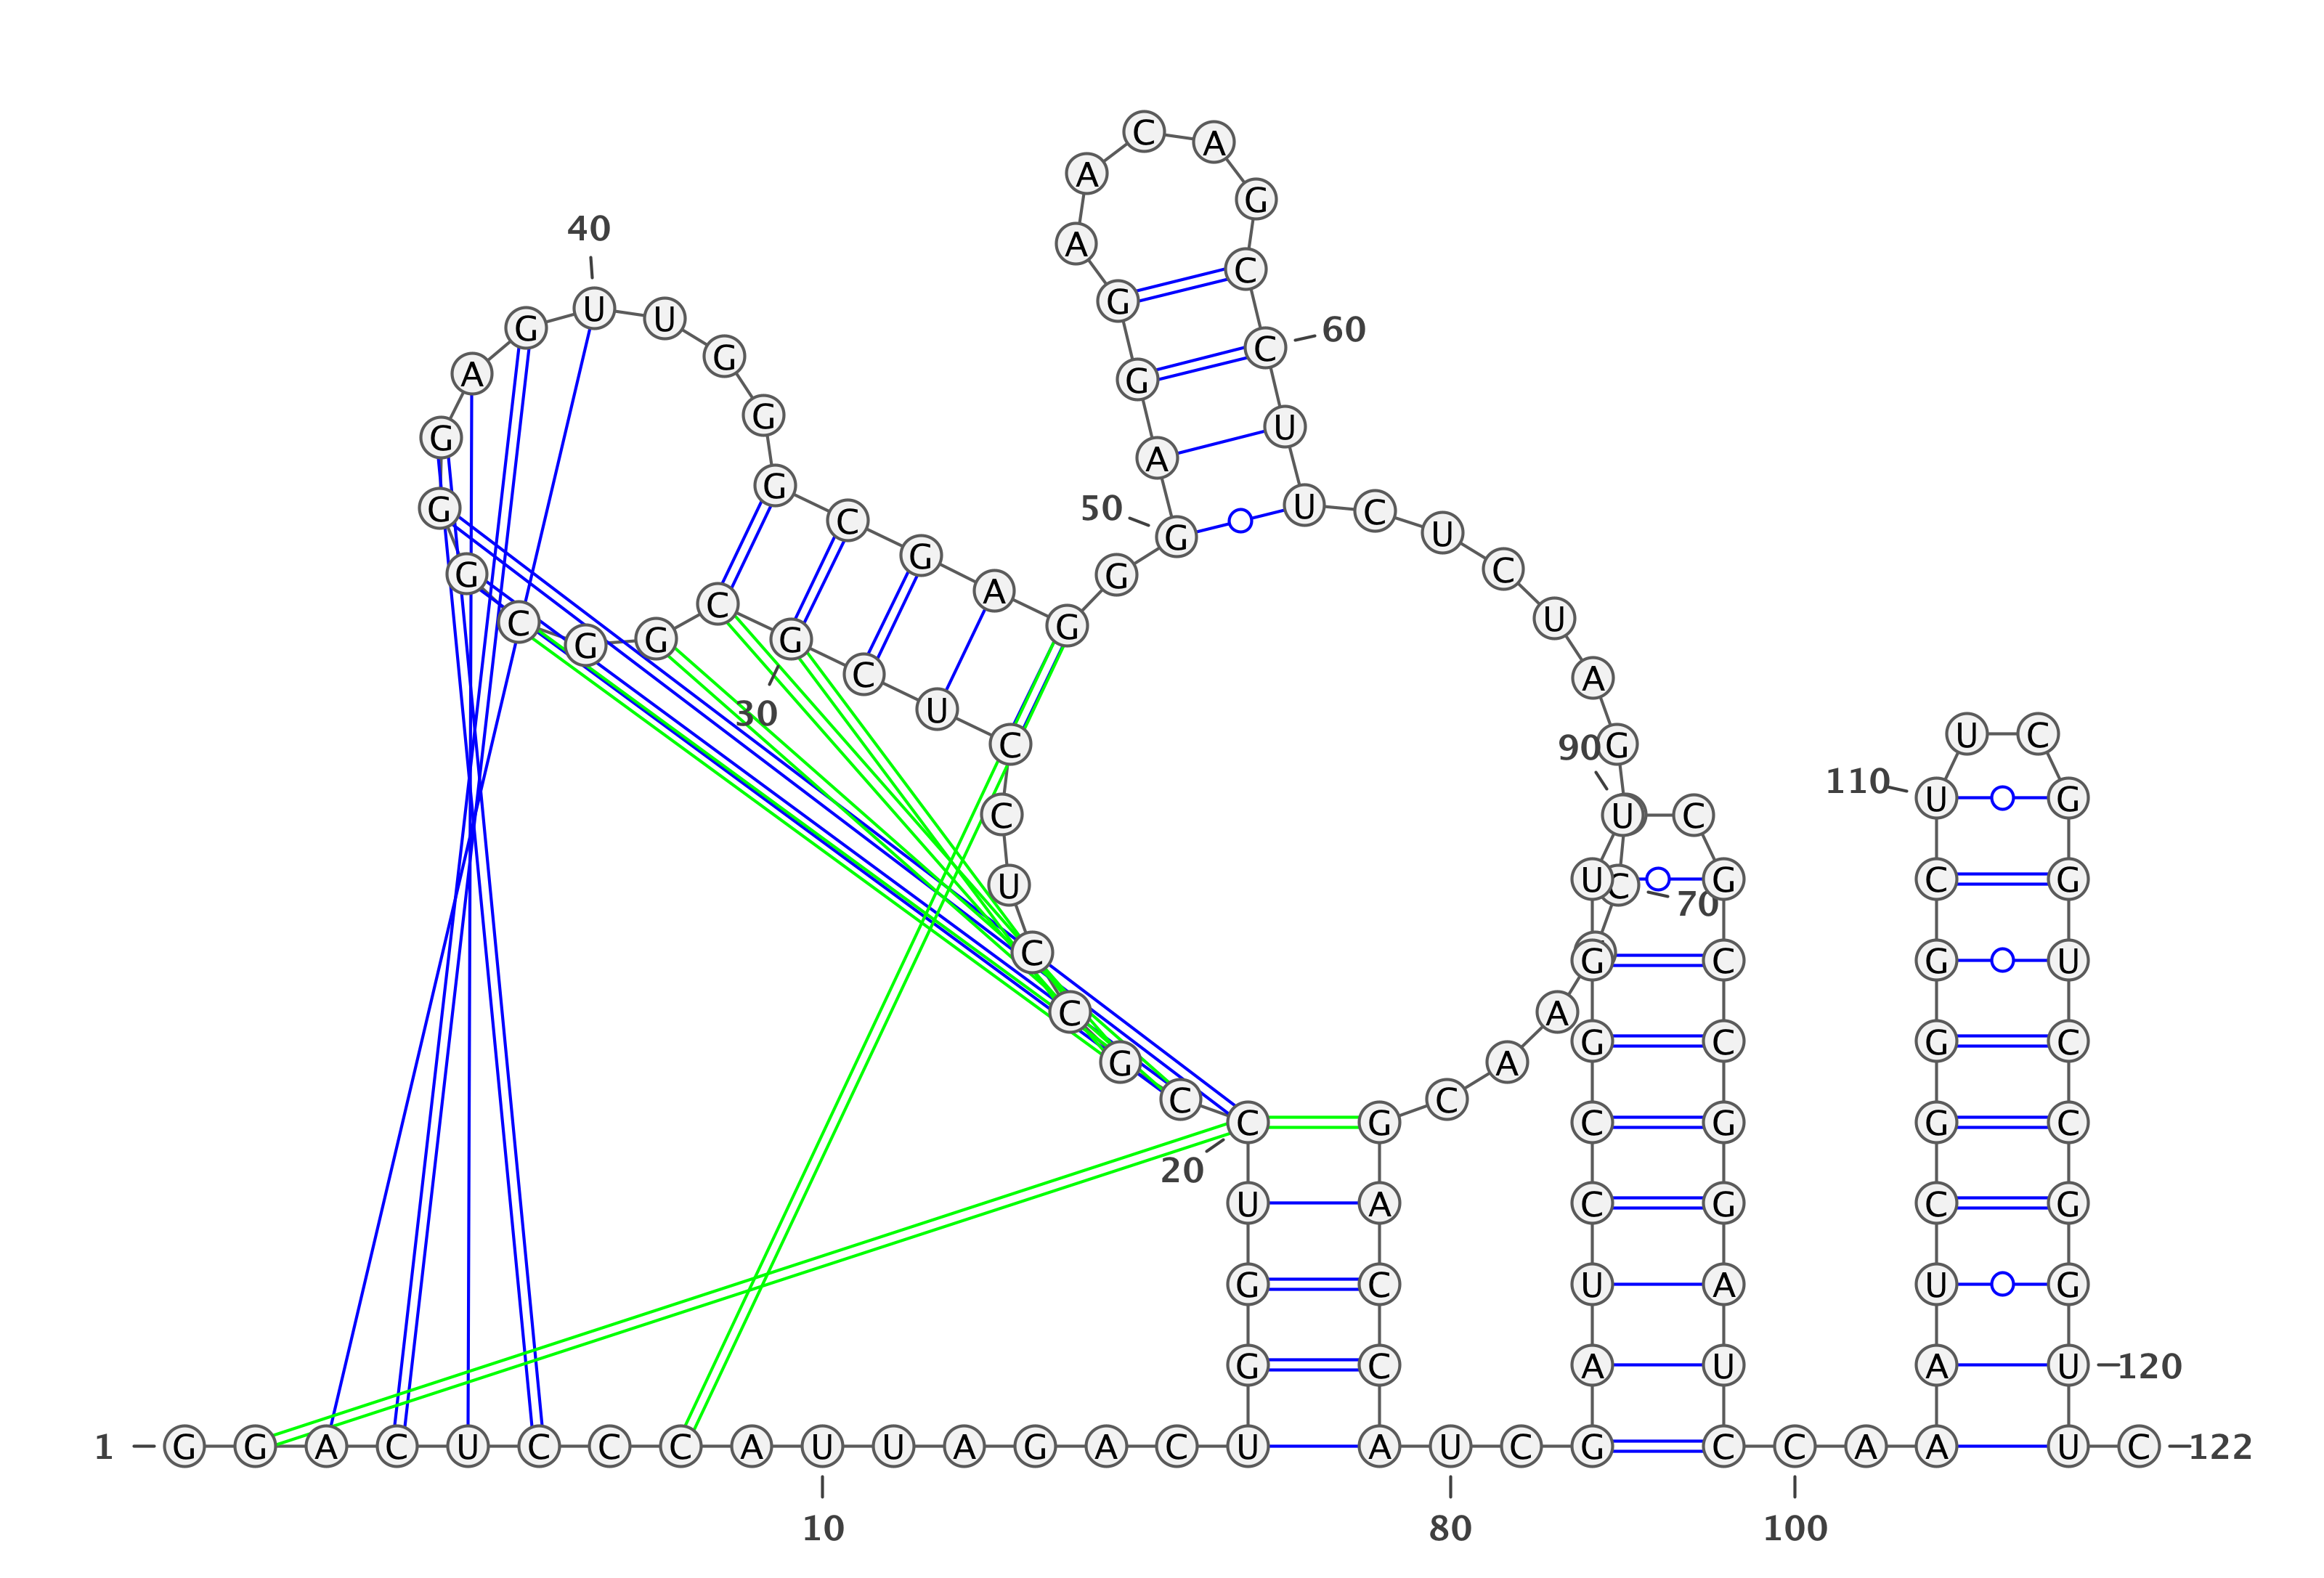 C A
A
G
A
40
C
G
U U
G 60
C
G
A G
G U
G
A
G
G 50 U C
C U
G
G C
G G
A
C U
C G
G G G
C A
U
30 U C
C 90 G
110 U G
C U C
U U C G C G
70
C G C G U
A G C G C
C
G A
C C G C C G G C
20
U A C G C G
G C U A U G
G C A U A U 120
1 G G A C U C C C A U U A G A C U A U C G C C A A U C 122
10 80 100